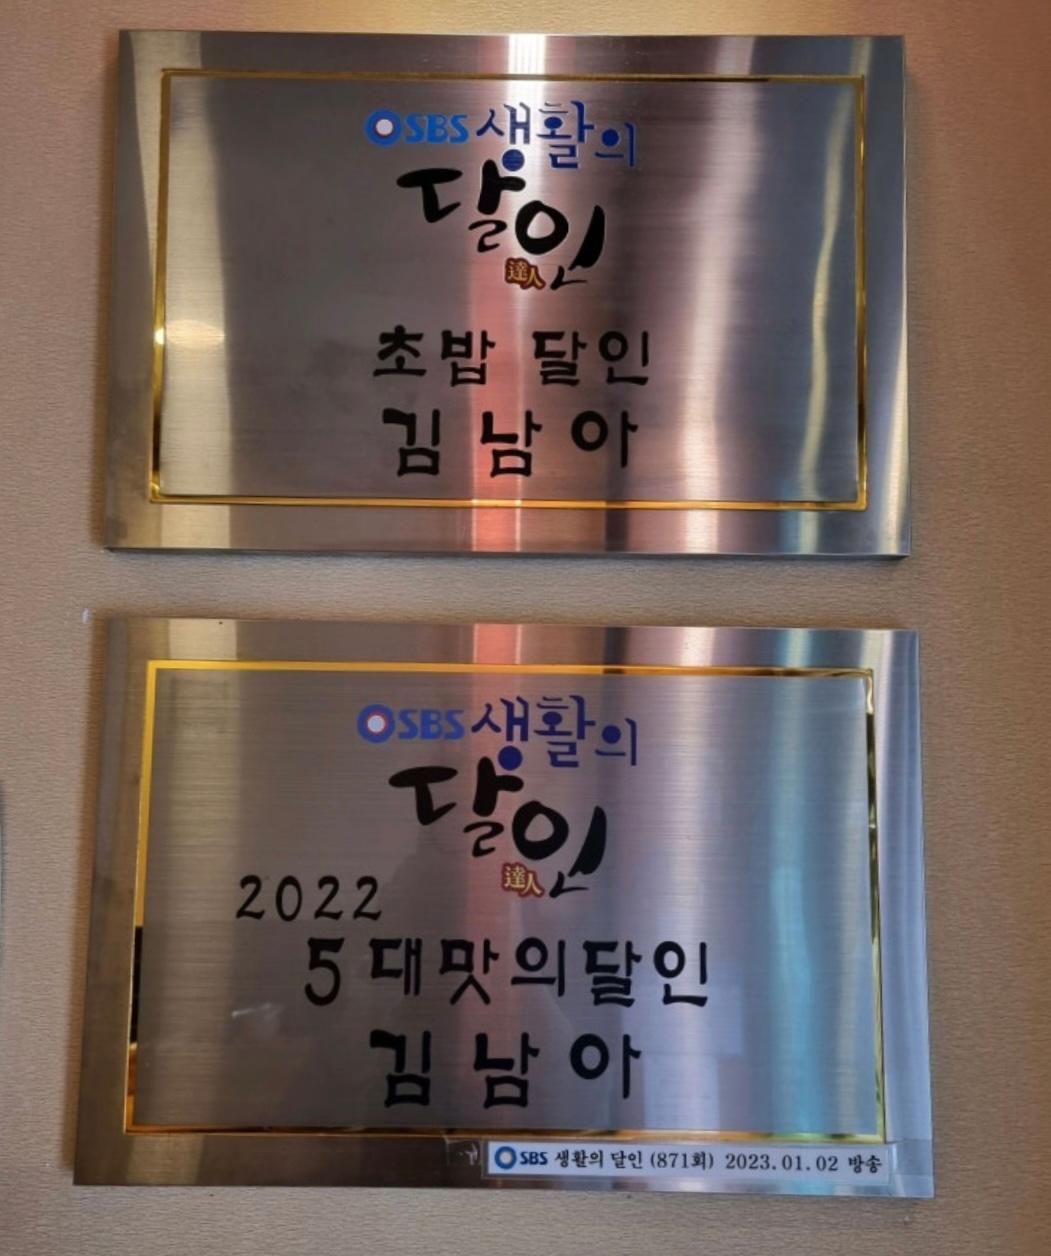 SBS 생활의
달인
達人
초밥 달인
김남아
SBS 생활의
달인
達人
2022
5대맛의달인
김남아
SBS 생활의 달인 (871회) 2023.01.02 방송